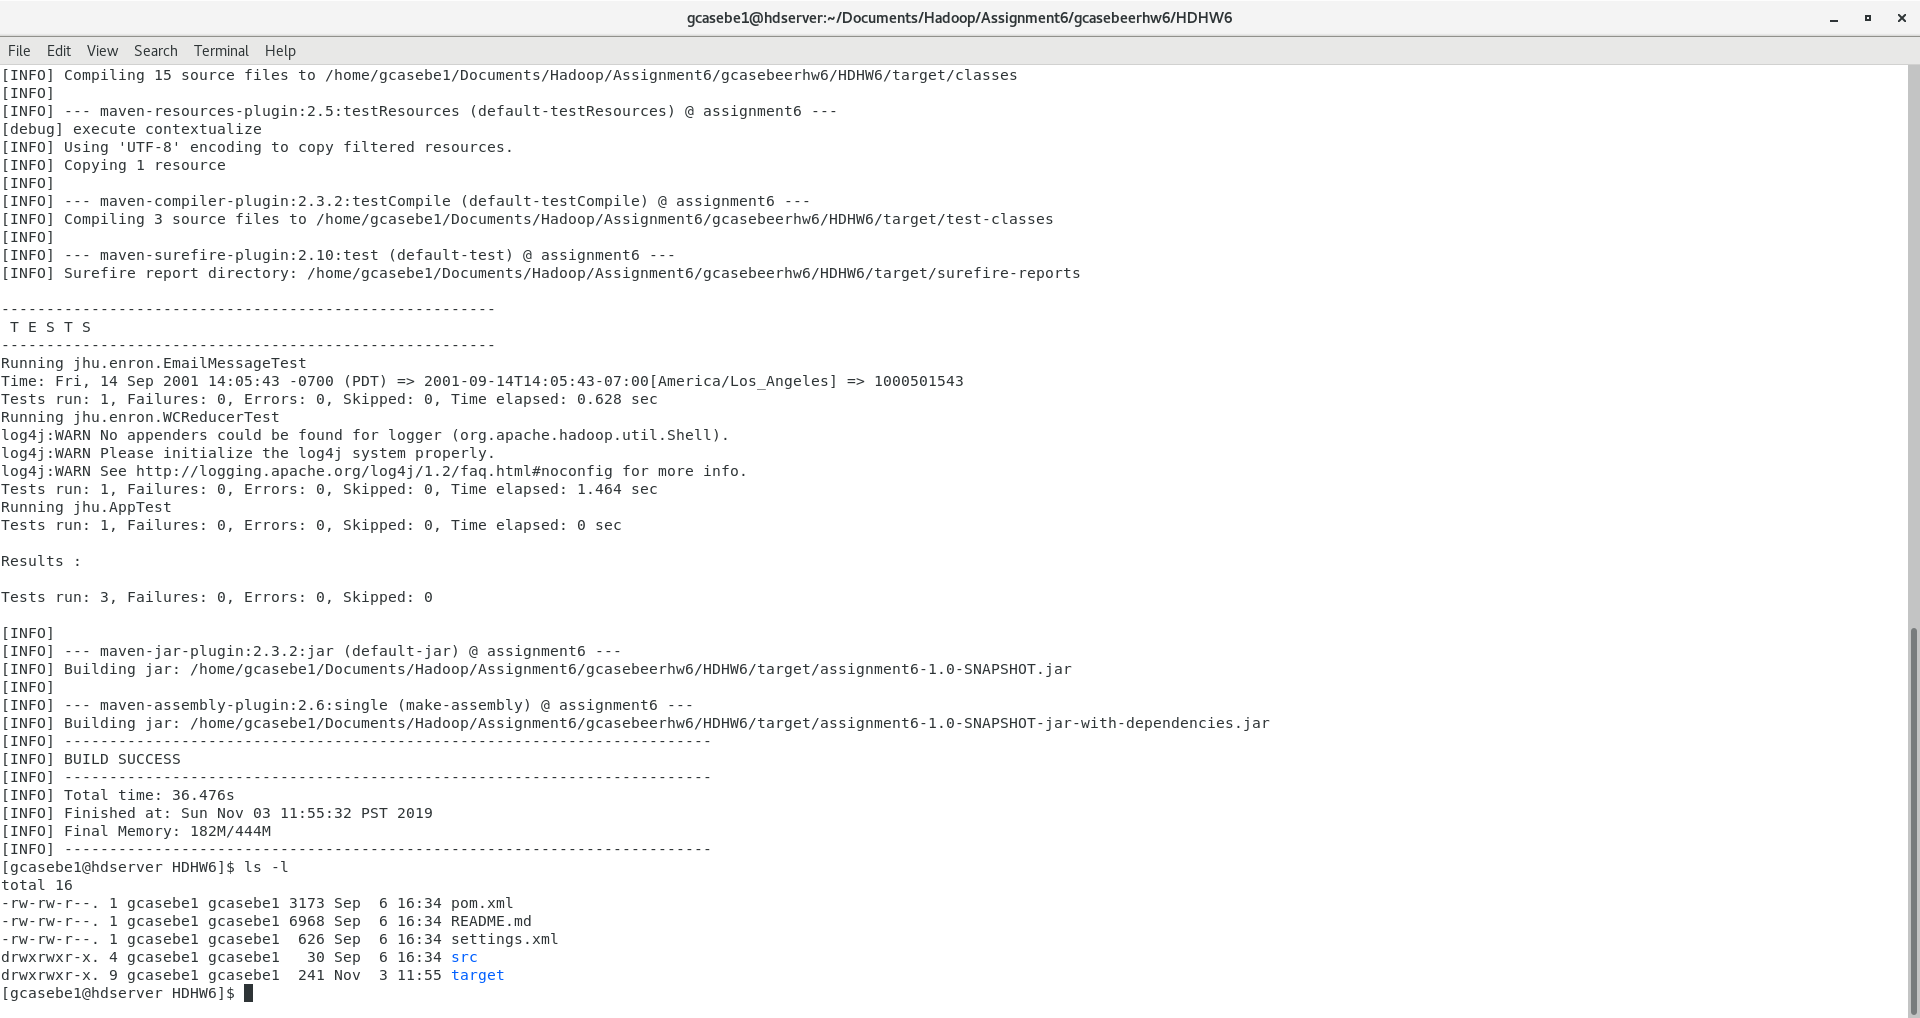 gcasebe1@hdserver:~/Documents/Hadoop/Assignment6/gcasebeerhw6/HDHW6
File Edit View Search Terminal Help
[INFO] Compiling 15 source files to /home/gcasebe1/Documents/Hadoop/Assignment6/gcasebeerhw6/HDHW6/target/classes
[INFO]
[INFO] --- maven-resources-plugin:2.5:testResources (default-testResources) @ assignment6 ---
[debug] execute contextualize
[INFO] Using 'UTF-8' encoding to copy filtered resources.
[INFO] Copying 1 resource
[INFO]
[INFO] --- maven-compiler-plugin:2.3.2:testCompile (default-testCompile) @ assignment6 ---
[INFO] Compiling 3 source files to /home/gcasebe1/Documents/Hadoop/Assignment6/gcasebeerhw6/HDHW6/target/test-classes
[INFO]
[INFO] --- maven-surefire-plugin:2.10:test (default-test) @ assignment6 ---
[INFO] Surefire report directory: /home/gcasebe1/Documents/Hadoop/Assignment6/gcasebeerhw6/HDHW6/target/surefire-reports
-------------------------------------------------------
 T E S T S
-------------------------------------------------------
Running jhu.enron.EmailMessageTest
Time: Fri, 14 Sep 2001 14:05:43 -0700 (PDT) => 2001-09-14T14:05:43-07:00[America/Los_Angeles] => 1000501543
Tests run: 1, Failures: 0, Errors: 0, Skipped: 0, Time elapsed: 0.628 sec
Running jhu.enron.WCReducerTest
log4j:WARN No appenders could be found for logger (org.apache.hadoop.util.Shell).
log4j:WARN Please initialize the log4j system properly.
log4j:WARN See http://logging.apache.org/log4j/1.2/faq.html#noconfig for more info.
Tests run: 1, Failures: 0, Errors: 0, Skipped: 0, Time elapsed: 1.464 sec
Running jhu.AppTest
Tests run: 1, Failures: 0, Errors: 0, Skipped: 0, Time elapsed: 0 sec
Results :
Tests run: 3, Failures: 0, Errors: 0, Skipped: 0
[INFO]
[INFO] --- maven-jar-plugin:2.3.2:jar (default-jar) @ assignment6 ---
[INFO] Building jar: /home/gcasebe1/Documents/Hadoop/Assignment6/gcasebeerhw6/HDHW6/target/assignment6-1.0-SNAPSHOT.jar
[INFO]
[INFO] --- maven-assembly-plugin:2.6:single (make-assembly) @ assignment6 ---
[INFO] Building jar: /home/gcasebe1/Documents/Hadoop/Assignment6/gcasebeerhw6/HDHW6/target/assignment6-1.0-SNAPSHOT-jar-with-dependencies.jar
[INFO] ------------------------------------------------------------------------
[INFO] BUILD SUCCESS
[INFO] ------------------------------------------------------------------------
[INFO] Total time: 36.476s
[INFO] Finished at: Sun Nov 03 11:55:32 PST 2019
[INFO] Final Memory: 182M/444M
[INFO] ------------------------------------------------------------------------
[gcasebe1@hdserver HDHW6]$ ls -l
total 16
-rw-rw-r--. 1 gcasebe1 gcasebe1 3173 Sep  6 16:34 pom.xml
-rw-rw-r--. 1 gcasebe1 gcasebe1 6968 Sep  6 16:34 README.md
-rw-rw-r--. 1 gcasebe1 gcasebe1  626 Sep  6 16:34 settings.xml
drwxrwxr-x. 4 gcasebe1 gcasebe1   30 Sep  6 16:34 src
drwxrwxr-x. 9 gcasebe1 gcasebe1  241 Nov  3 11:55 target
[gcasebe1@hdserver HDHW6]$